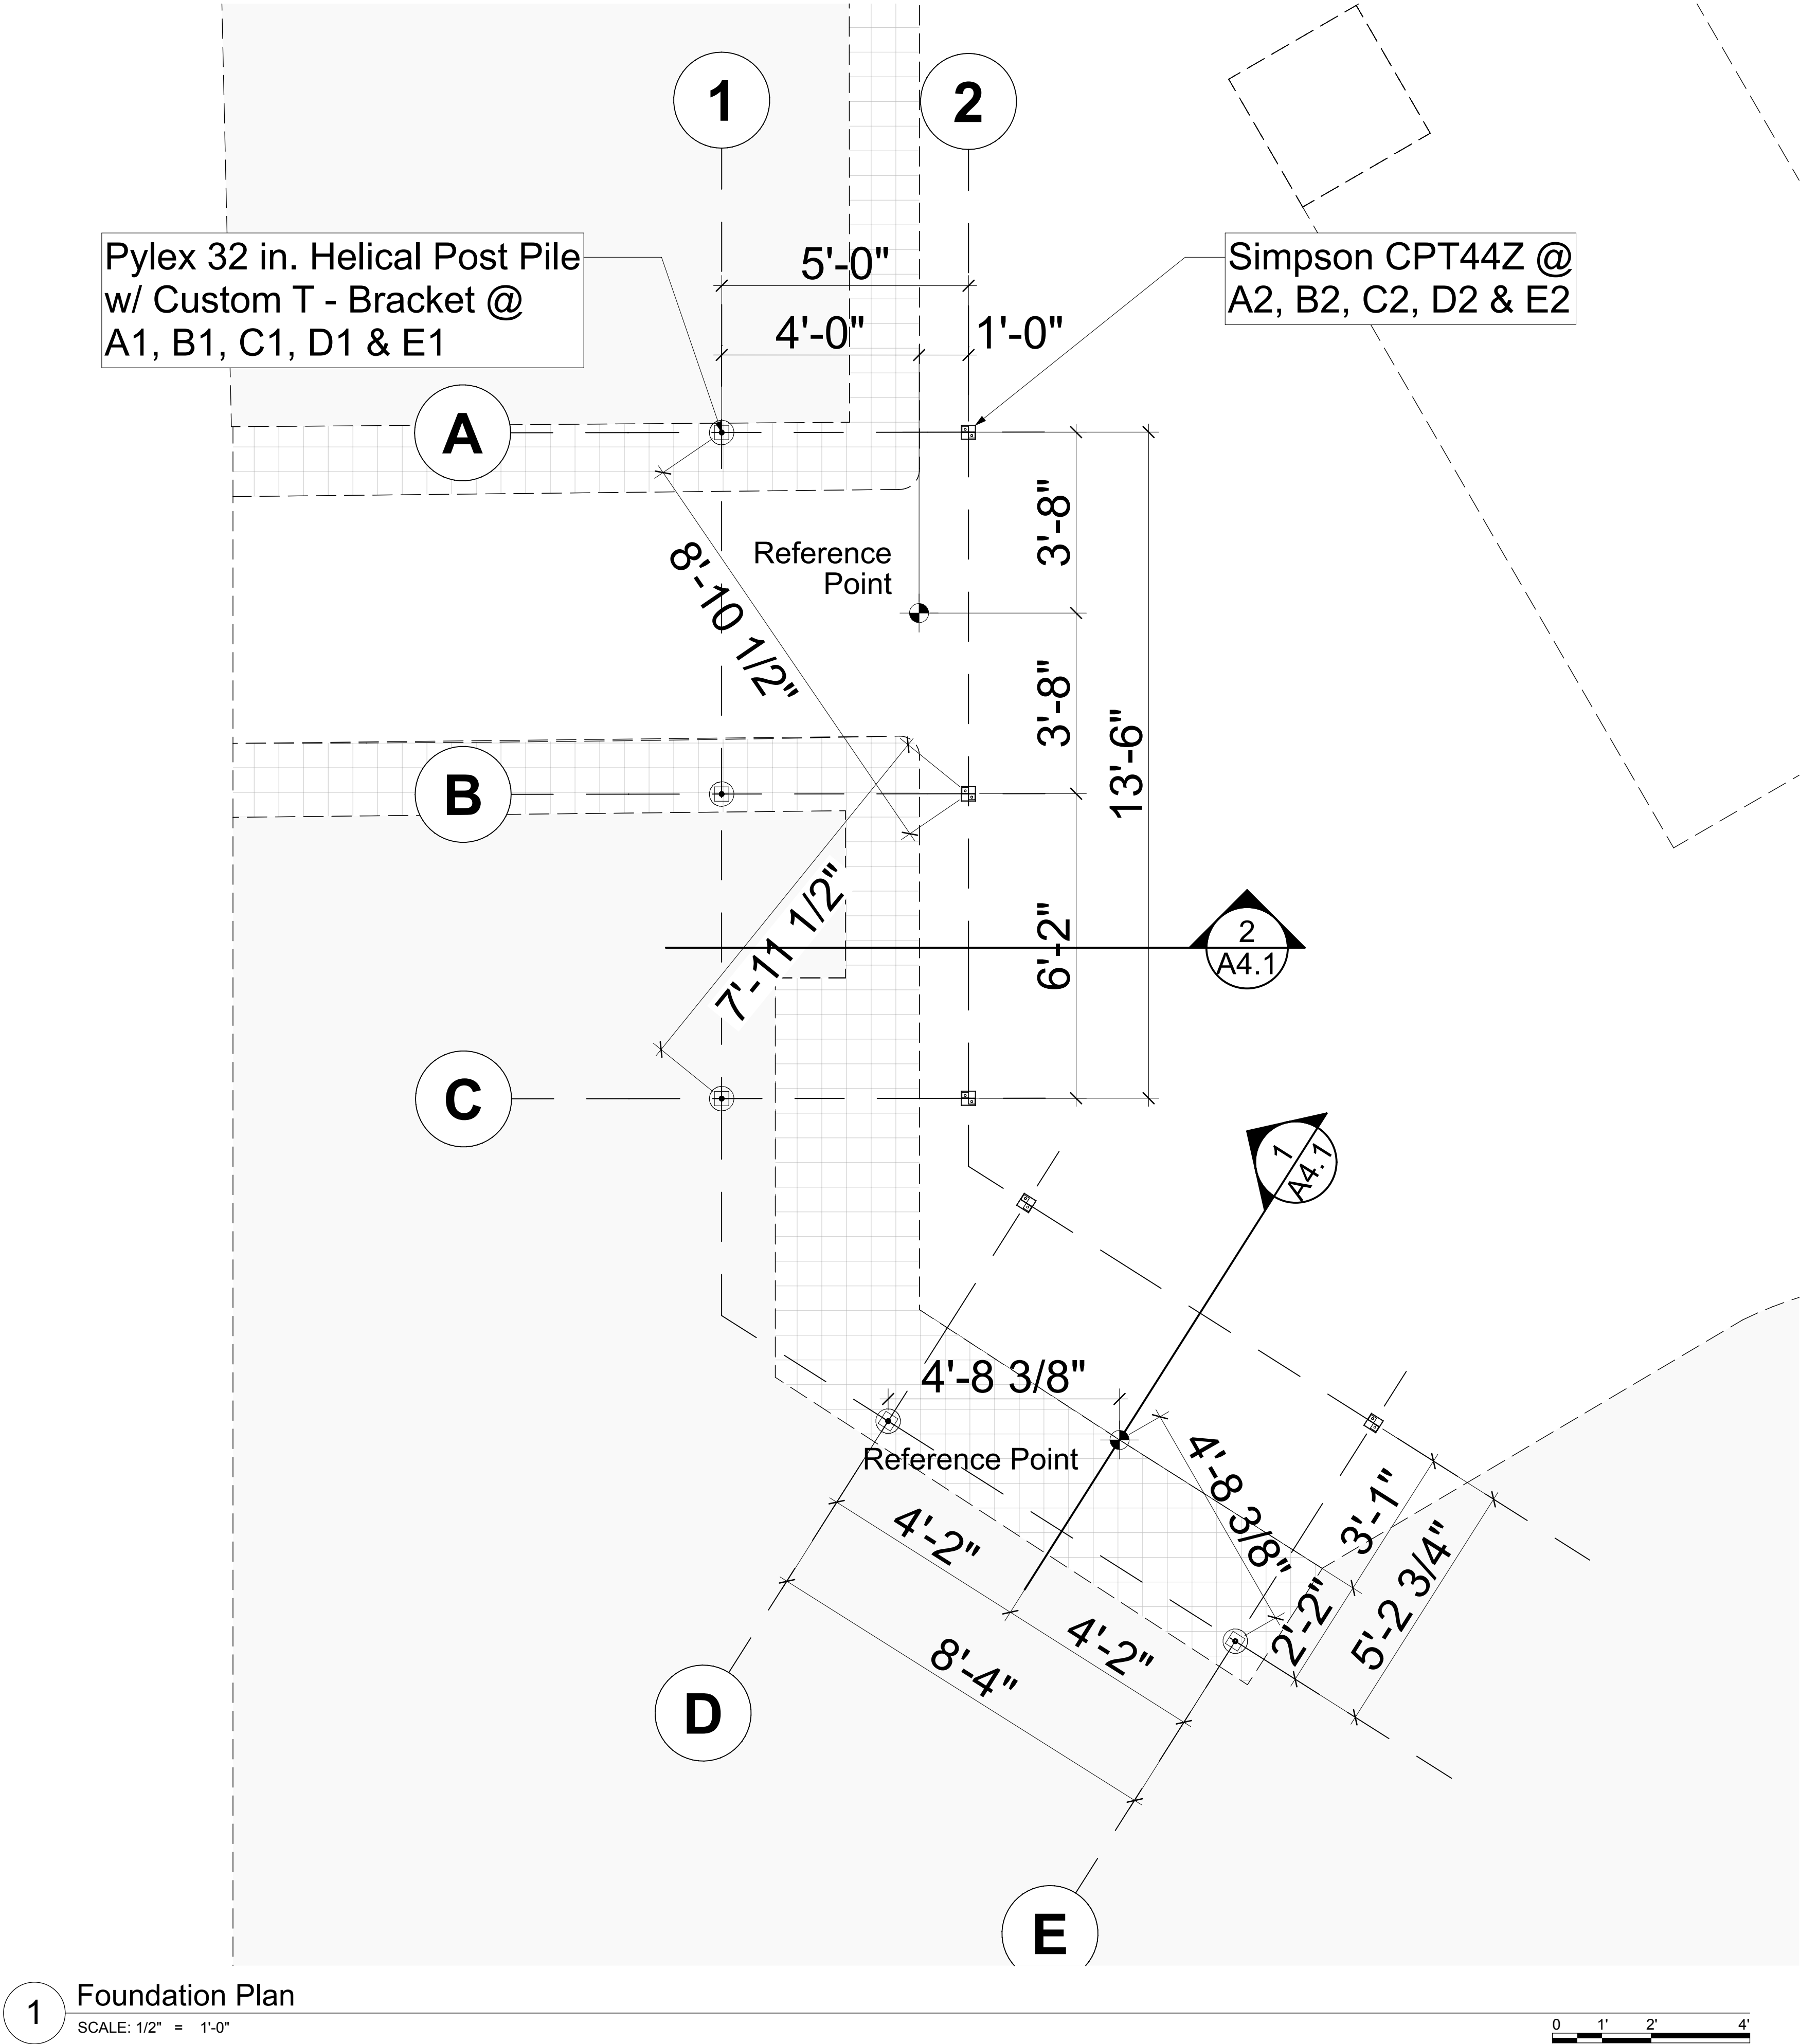 1
2
Pylex 32 in. Helical Post Pile
w/ Custom T - Bracket @
A1, B1, C1, D1 & E1
5'-0"
Simpson CPT44Z @
A2, B2, C2, D2 & E2
4'-0"
1'-0"
A
3'-8"
Reference
Point
8'-10 1/2"
3'-8"
13'-6"
B
7'-11 1/2"
6'-2"
2
A4.1
C
1
A4.1
4'-8 3/8"
Reference Point
4'-8 3/8"
4'-2"
3'-1"
5'-2 3/4"
2'-2"
4'-2"
8'-4"
D
E
1
Foundation Plan
SCALE: 1/2" = 1'-0"
0 1' 2' 4'